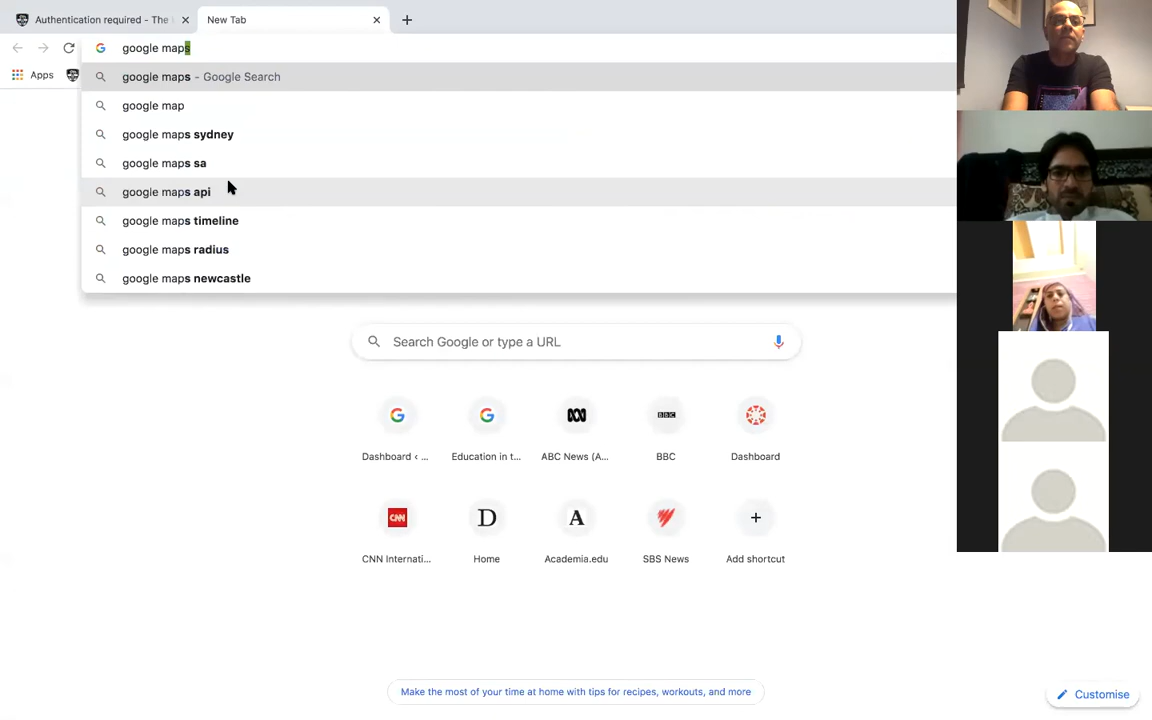 Authentication required - The
New Tab
google maps
Apps
google maps - Google Search
google map
google maps sydney
google maps sa
google maps api
google maps timeline
google maps radius
google maps newcastle
Search Google or type a URL
Dashboard ‹ ...
Education in t...
ABC News (A...
BBC
BBC
Dashboard
CNN
D
A
CNN Internati...
Home
Academia.edu
SBS News
Add shortcut
Make the most of your time at home with tips for recipes, workouts, and more
Customise